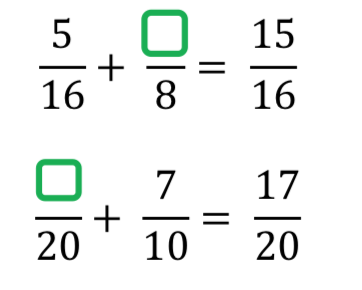 5/16 + □/8 = 15/16
□/20 + 7/10 = 17/20